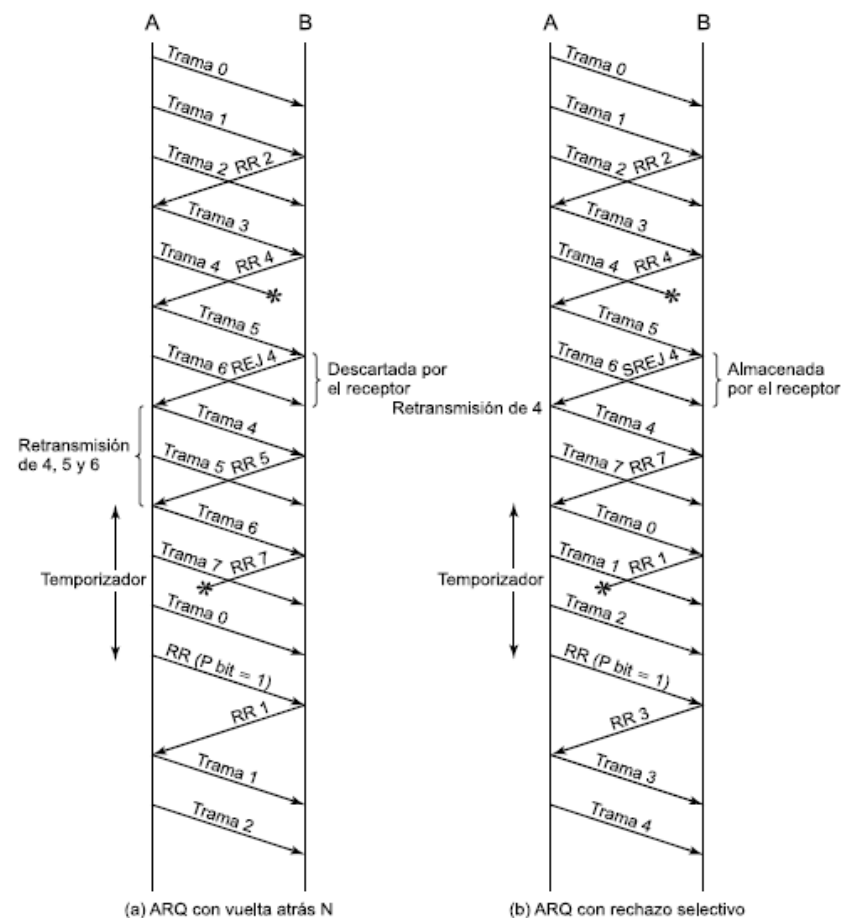 A
B
Trama 0
Trama 1
Trama 2
RR 2
Trama 3
Trama 4
RR 4
*
Trama 5
Trama 6
REJ 4
Descartada por
el receptor
Trama 4
Retransmisión
de 4, 5 y 6
Trama 5
RR 5
Trama 6
Temporizador
Trama 7
RR 7
*
Trama 0
RR (P bit = 1)
RR 1
Trama 1
Trama 2
(a) ARQ con vuelta atrás N
A
B
Trama 0
Trama 1
Trama 2
RR 2
Trama 3
Trama 4
RR 4
*
Trama 5
Trama 6
SREJ 4
Almacenada
por el receptor
Retransmisión de 4
Trama 4
Trama 7
RR 7
Trama 0
Temporizador
Trama 1
RR 1
*
Trama 2
RR (P bit = 1)
RR 3
Trama 3
Trama 4
(b) ARQ con rechazo selectivo